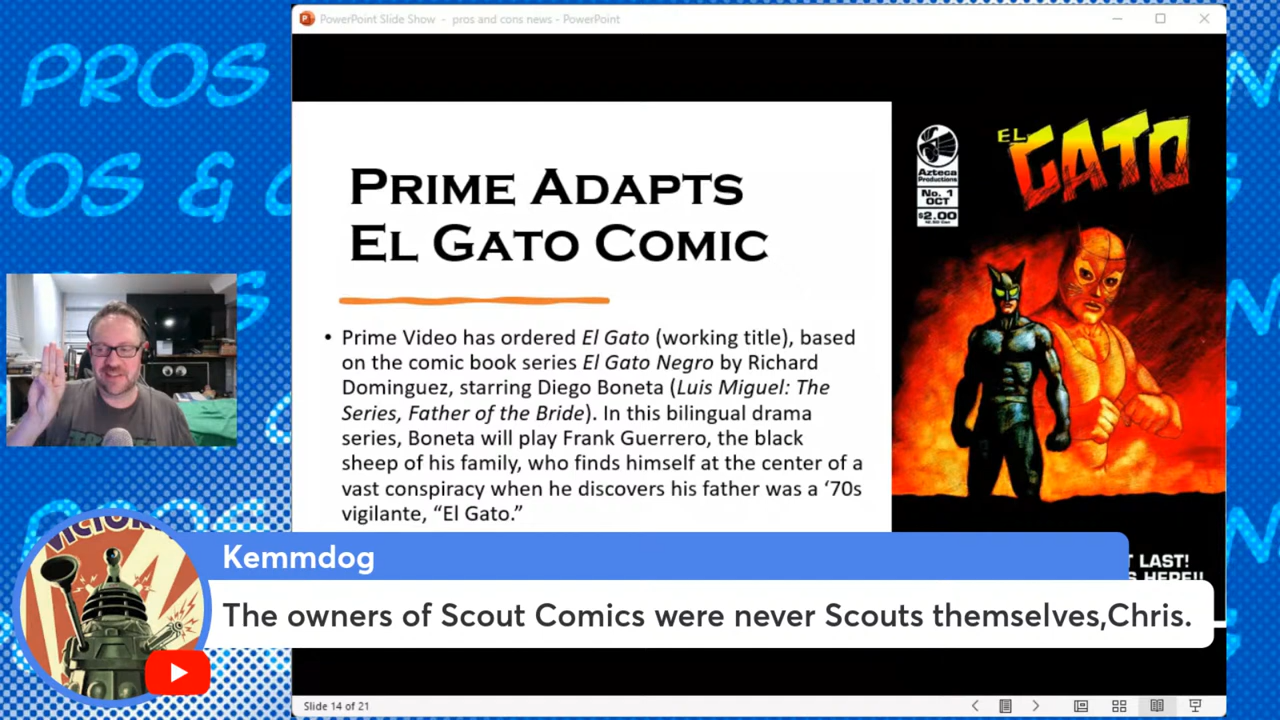 PowerPoint Slide Show - pros and cons news - PowerPoint
PROS
PROS
OS & C
PRIME ADAPTS
EL GATO COMIC
• Prime Video has ordered El Gato (working title), based
on the comic book series El Gato Negro by Richard
Dominguez, starring Diego Boneta (Luis Miguel: The
Series, Father of the Bride). In this bilingual drama
series, Boneta will play Frank Guerrero, the black
sheep of his family, who finds himself at the center of a
vast conspiracy when he discovers his father was a ‘70s
vigilante, “El Gato.”
EL
GATO
Azteca
Productions
No. 1
OCT
$2.00
T LAST!
S HERE!!
VICTORY
Kemmdog
The owners of Scout Comics were never Scouts themselves,Chris.
Slide 14 of 21